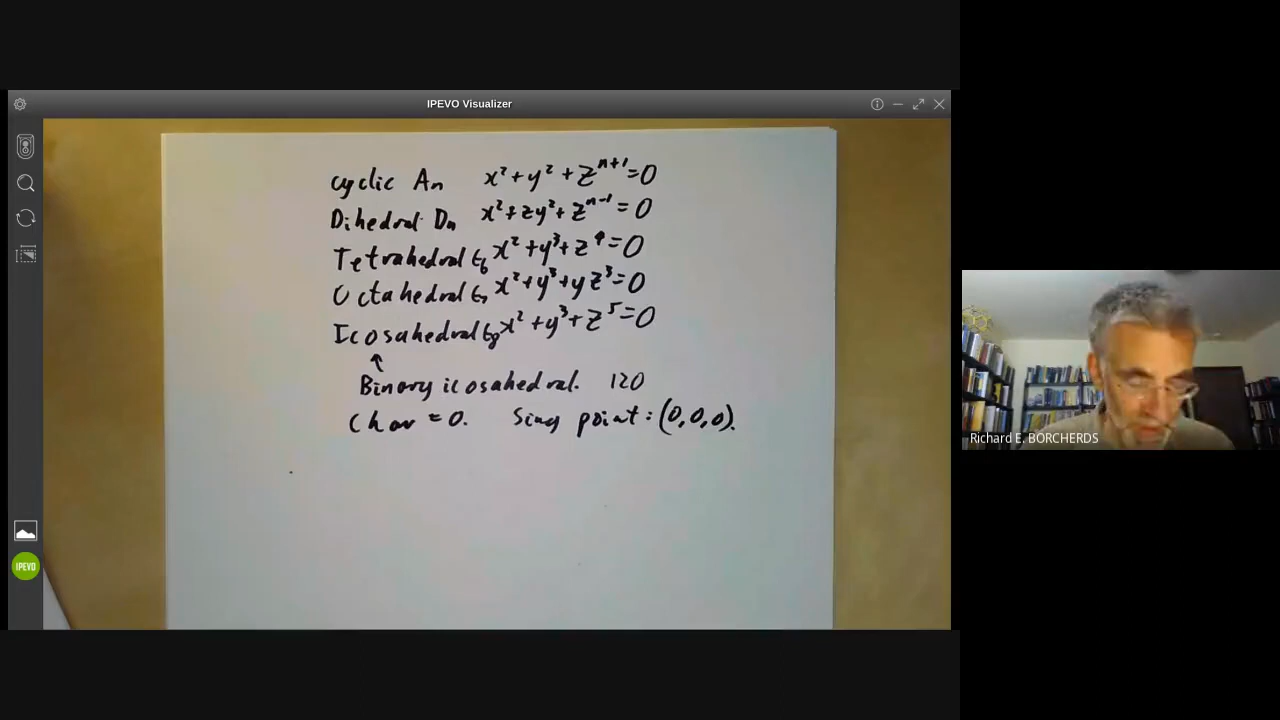 IPEVO Visualizer
cyclic An x²+y²+z^{n+1}=0
Dihedral Dn x²+zy²+z^{n-1}=0
Tetrahedral E6 x²+y³+z⁴=0
Octahedral E7 x²+y³+yz³=0
Icosahedral E8 x²+y³+z⁵=0
↑
Binary icosahedral. 120
Char = 0. Sing point: (0,0,0).
Richard E. BORCHERDS
IPEVO